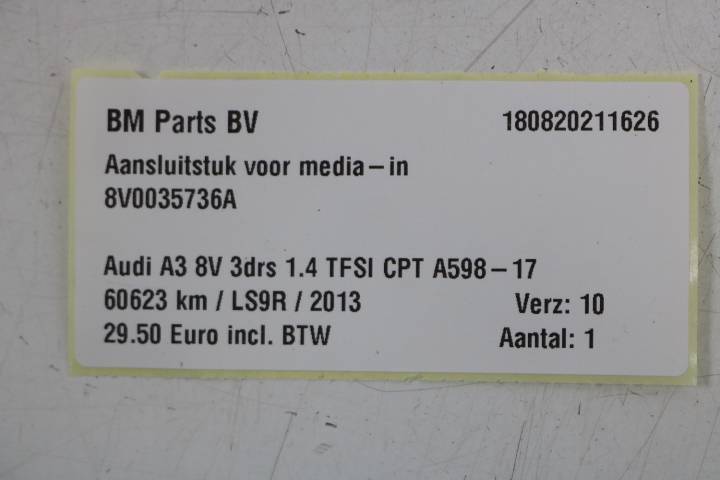 BM Parts BV 180820211626
Aansluitstuk voor media-in
8V0035736A
Audi A3 8V 3drs 1.4 TFSI CPT A598-17
60623 km / LS9R / 2013 Verz: 10
29.50 Euro incl. BTW Aantal: 1